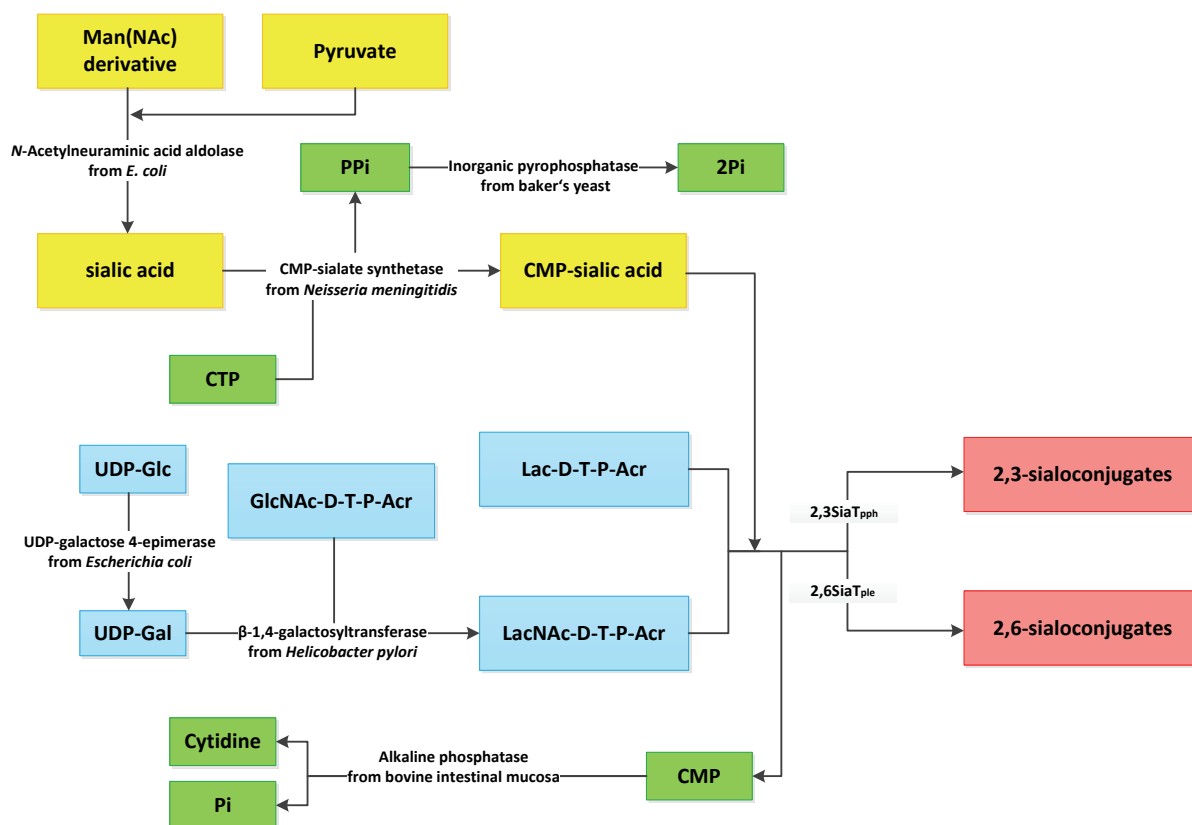 Man(NAc)
derivative
Pyruvate
N-Acetylneuraminic acid aldolase
from E. coli
PPi
Inorganic pyrophosphatase
from baker's yeast
2Pi
sialic acid
CMP-sialate synthetase
from Neisseria meningitidis
CMP-sialic acid
CTP
UDP-Glc
GlcNAc-D-T-P-Acr
Lac-D-T-P-Acr
2,3-sialoconjugates
2,3SiaTpph
UDP-galactose 4-epimerase
from Escherichia coli
2,6SiaTple
UDP-Gal
β-1,4-galactosyltransferase
from Helicobacter pylori
LacNAc-D-T-P-Acr
2,6-sialoconjugates
Cytidine
Alkaline phosphatase
from bovine intestinal mucosa
CMP
Pi